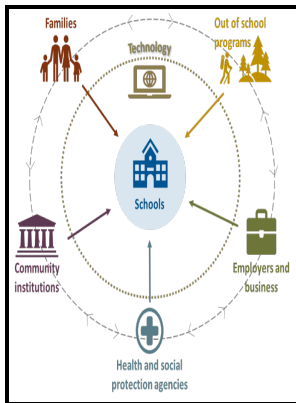 Families
Out of school
programs
Technology
Schools
Community
institutions
Employers and
business
Health and social
protection agencies